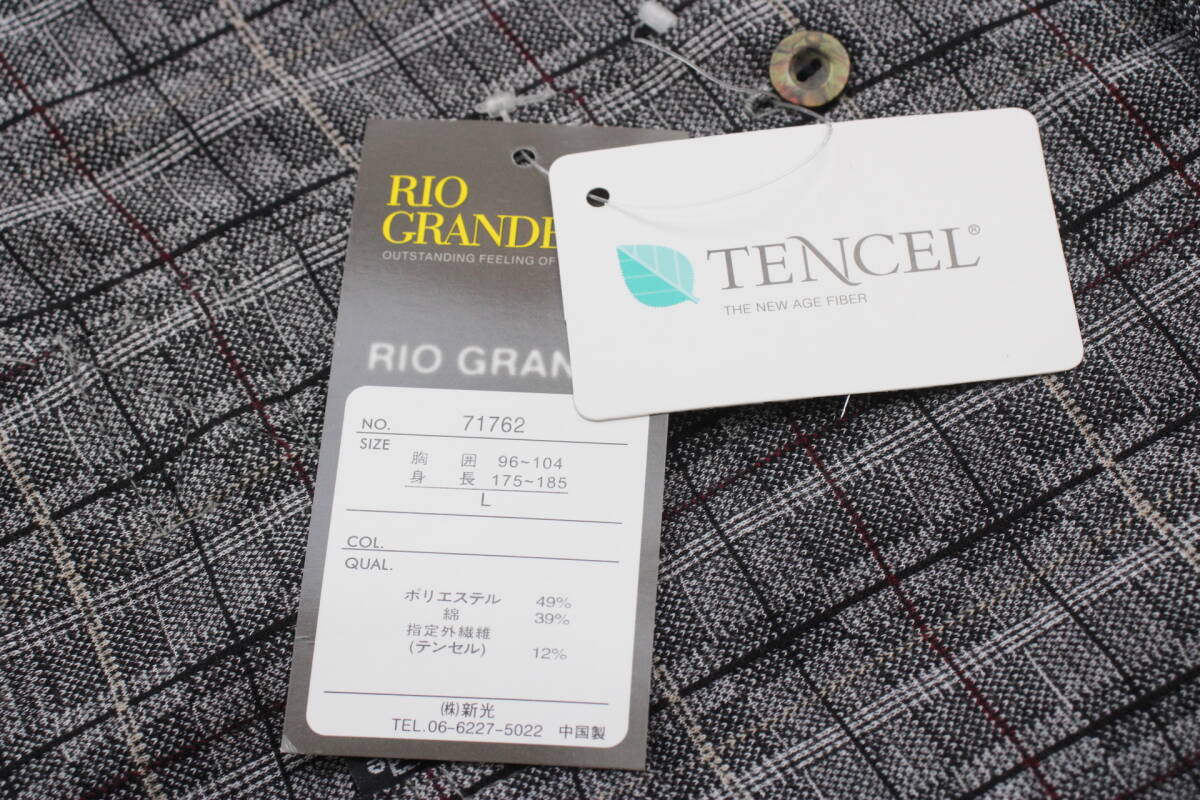 RIO
GRANDE
OUTSTANDING FEELING OF
RIO GRAN
NO. 71762
SIZE
胸 囲 96~104
身 長 175~185
L
COL.
QUAL.
ポリエステル 49%
綿 39%
指定外繊維
(テンセル) 12%
㈱新光
TEL.06-6227-5022 中国製
TENCEL®
THE NEW AGE FIBER